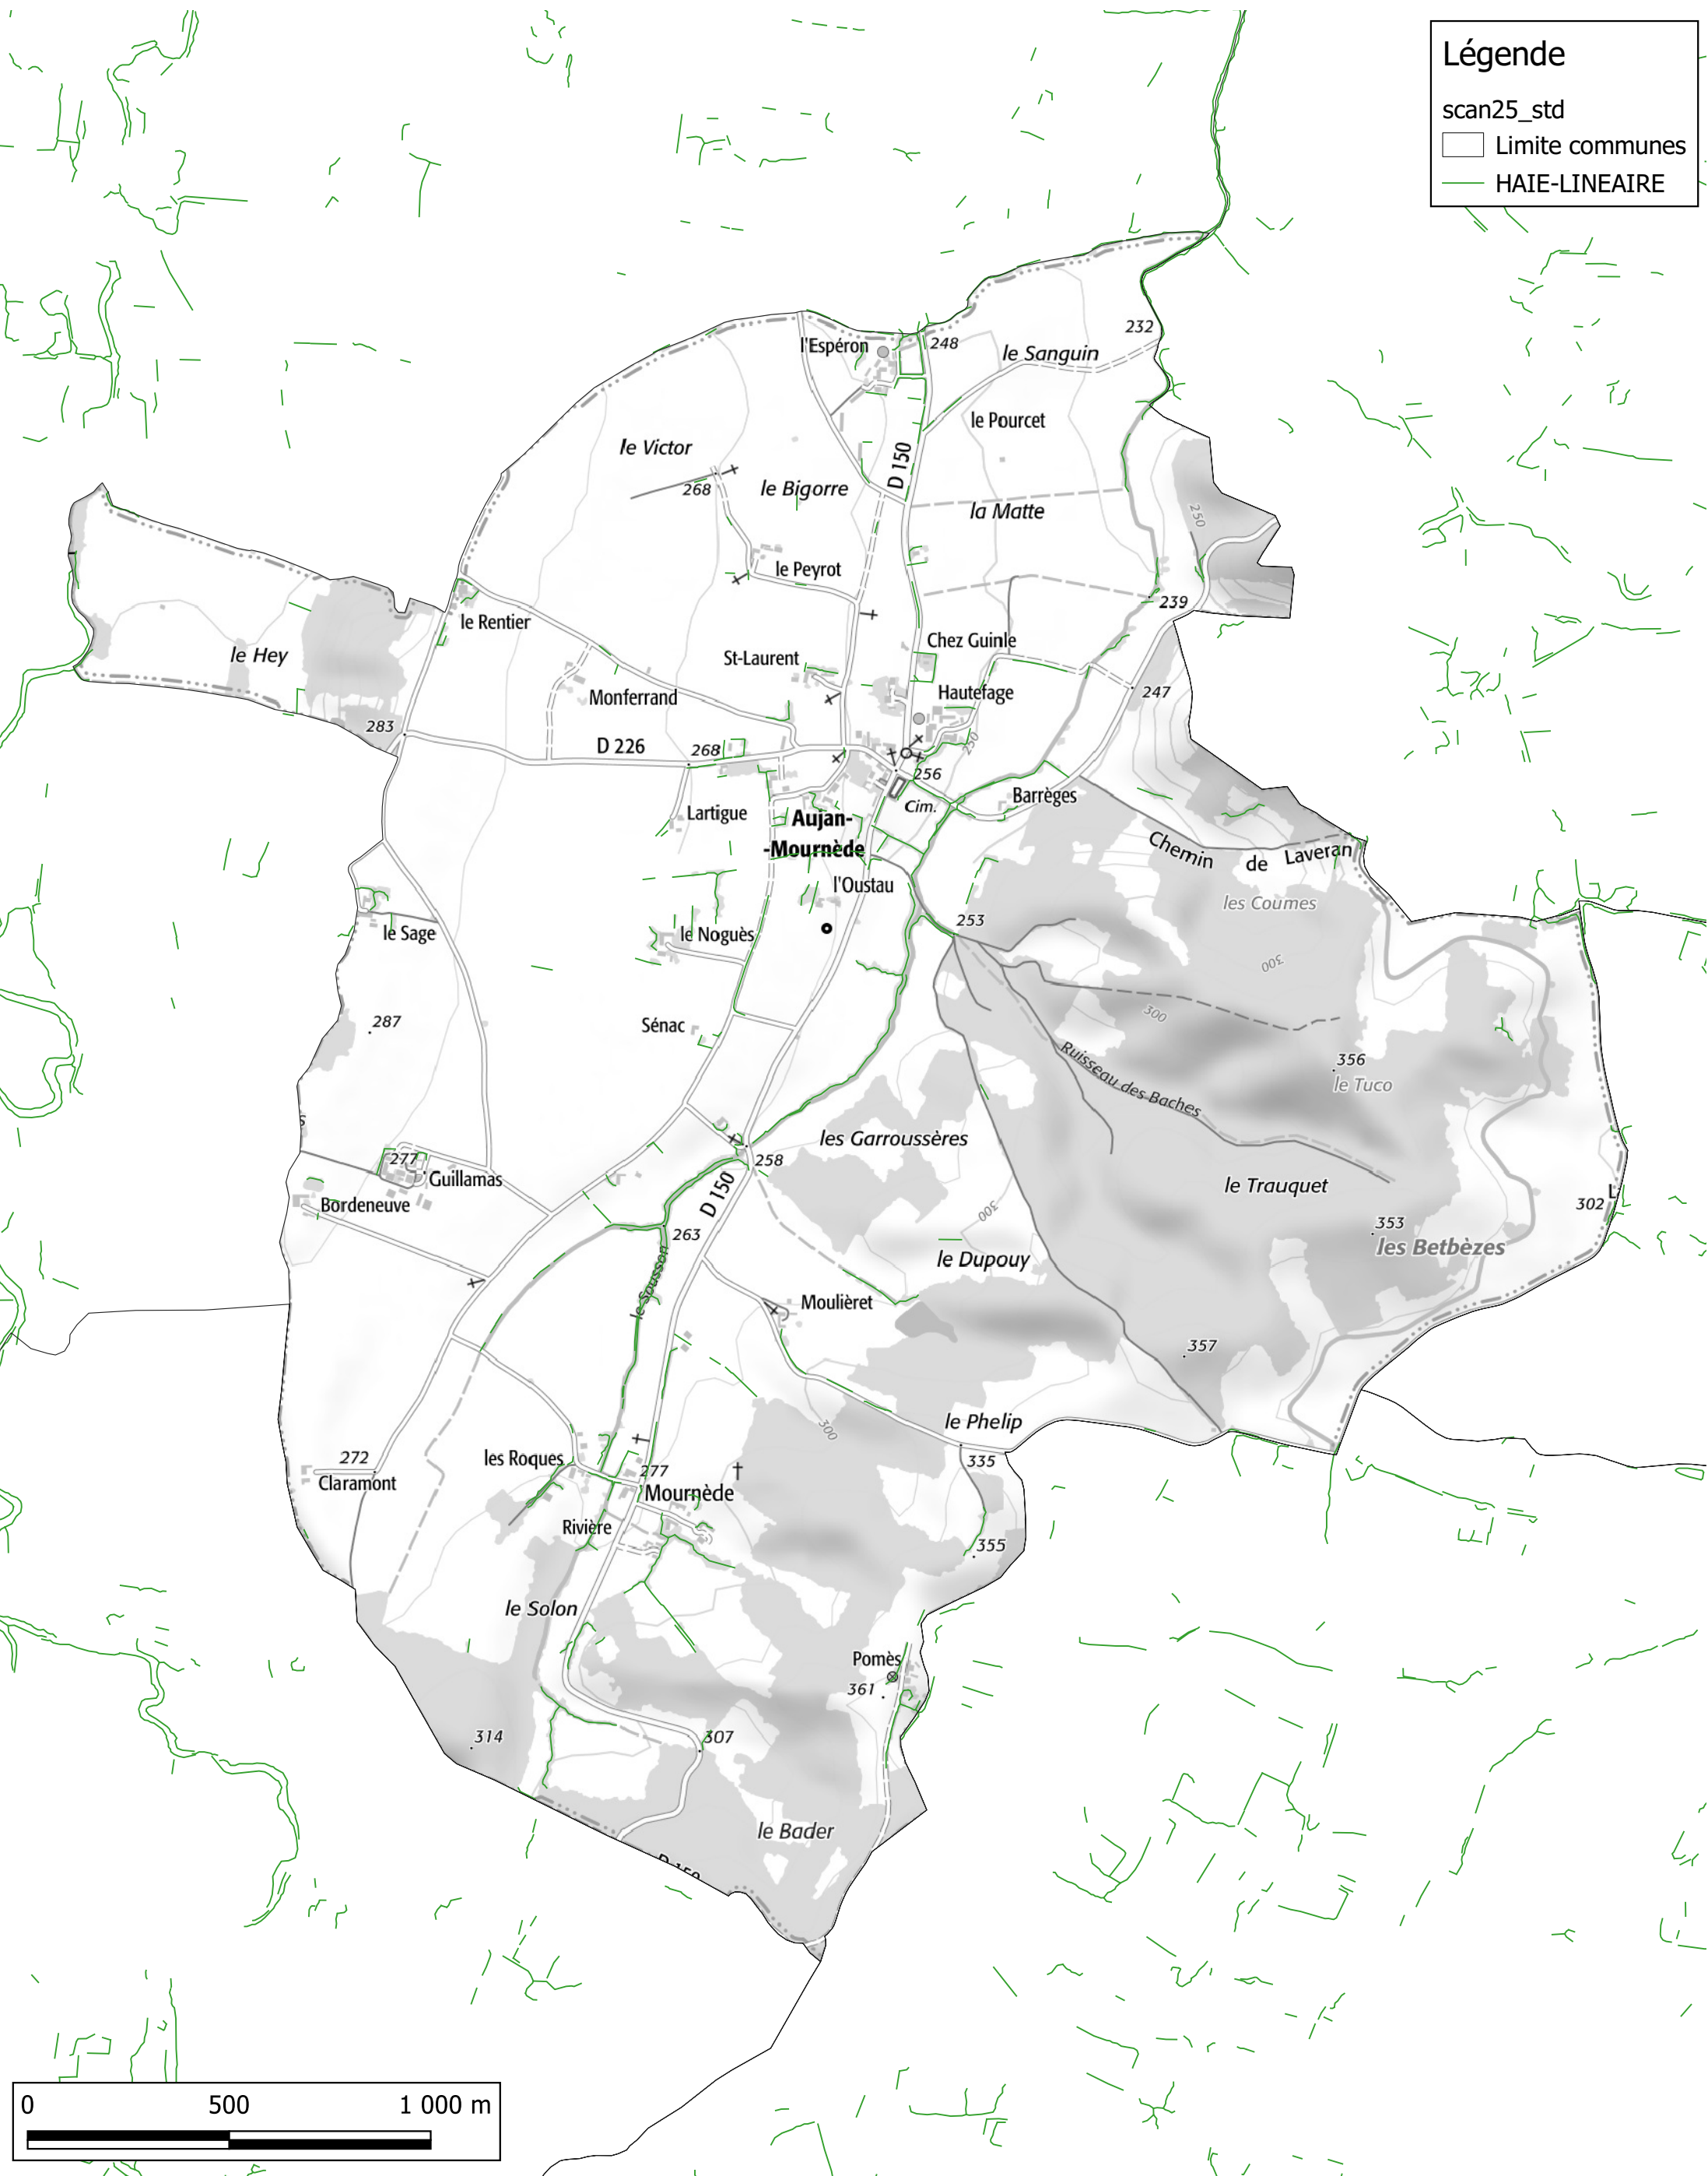 Légende
scan25_std
Limite communes
HAIE-LINEAIRE
232
l'Espéron
248
le Sanguin
le Pourcet
le Victor
D 150
268
le Bigorre
la Matte
250
le Peyrot
239
le Rentier
Chez Guinle
le Hey
St-Laurent
Monferrand
Hautefage
247
283
D 226
268
250
256
Cim.
Barrèges
Lartigue
Aujan-
-Mournède
Chemin de Laveran
l'Oustau
les Coumes
253
le Sage
le Noguès
300
287
Sénac
300
Ruisseau des Baches
356
le Tuco
les Garroussères
258
277
Guillamas
le Trauquet
Bordeneuve
D 150
300
302
L
353
263
les Betbèzes
le Dupouy
le Sousson
Moulièret
357
300
le Phelip
272
les Roques
335
277
Claramont
Mournède
Rivière
355
le Solon
Pomès
361
314
307
le Bader
D 150
0 500 1 000 m